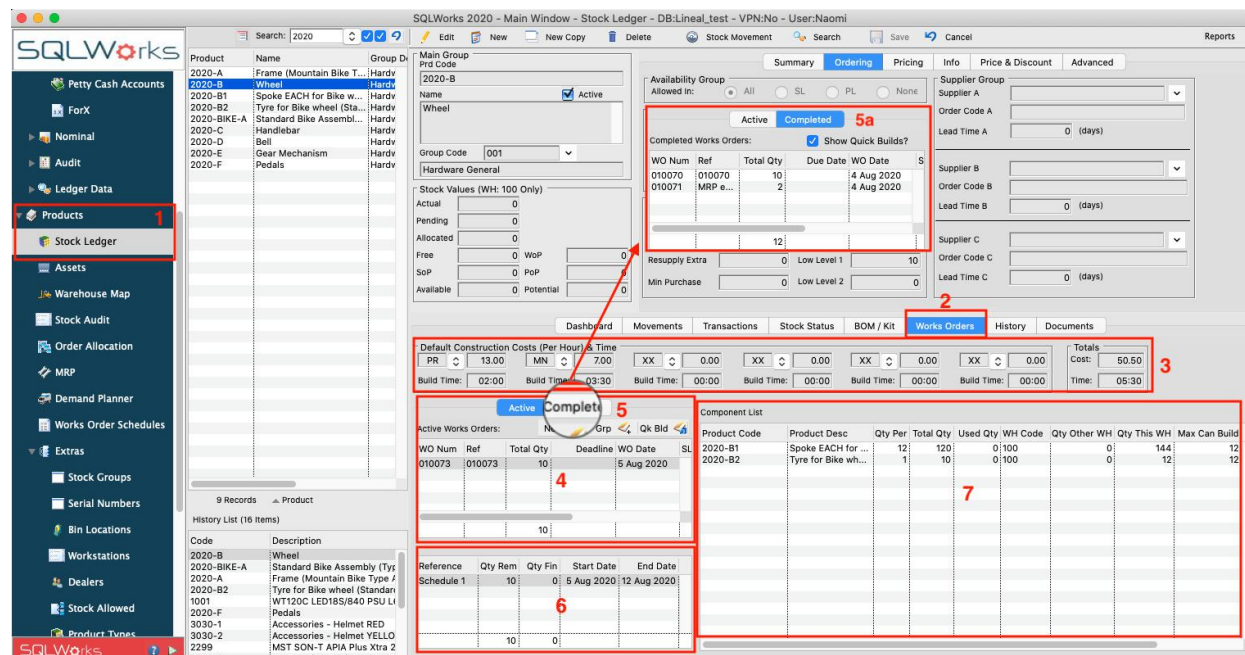 SQLWorks 2020 - Main Window - Stock Ledger - DB:Lineal_test - VPN:No - User:Naomi
SQLWorks
Search: 2020
Edit New New Copy Delete Stock Movement Search Save Cancel Reports
Petty Cash Accounts
ForX
Nominal
Audit
Ledger Data
Products 1
Stock Ledger
Assets
Warehouse Map
Stock Audit
Order Allocation
MRP
Demand Planner
Works Order Schedules
Extras
Stock Groups
Serial Numbers
Bin Locations
Workstations
Dealers
Stock Allowed
Product Types
SQLWorks ?
Product Name Group De
2020-A Frame (Mountain Bike T... Hardw
2020-B Wheel Hardw
2020-B1 Spoke EACH for Bike w... Hardw
2020-B2 Tyre for Bike wheel (Sta... Hardw
2020-BIKE-A Standard Bike Assembl... Hardw
2020-C Handlebar Hardw
2020-D Bell Hardw
2020-E Gear Mechanism Hardw
2020-F Pedals Hardw
9 Records Product
History List (16 Items)
Code Description
2020-B Wheel
2020-BIKE-A Standard Bike Assembly (Typ
2020-A Frame (Mountain Bike Type A
2020-B2 Tyre for Bike wheel (Standar
1001 WT120C LED18S/840 PSU L
2020-F Pedals
3030-1 Accessories - Helmet RED
3030-2 Accessories - Helmet YELLO
2299 MST SON-T APIA Plus Xtra 2
Main Group
Prd Code
2020-B
Name Active
Wheel
Group Code 001
Hardware General
Stock Values (WH: 100 Only)
Actual 0
Pending 0
Allocated 0
Free 0 WoP 0
SoP 0 PoP
Available 0 Potential 0
Summary Ordering Pricing Info Price & Discount Advanced
Availability Group
Allowed In: All SL PL None
Active Completed 5a
Completed Works Orders: Show Quick Builds?
WO Num Ref Total Qty Due Date WO Date S
010070 010070 10 4 Aug 2020
010071 MRP e... 2 4 Aug 2020
12
Resupply Extra 0 Low Level 1 10
Min Purchase 0 Low Level 2 0
Supplier Group
Supplier A
Order Code A
Lead Time A 0 (days)
Supplier B
Order Code B
Lead Time B 0 (days)
Supplier C
Order Code C
Lead Time C 0 (days)
2
Dashboard Movements Transactions Stock Status BOM / Kit Works Orders History Documents
Default Construction Costs (Per Hour) & Time Totals
PR 13.00 MN 7.00 XX 0.00 XX 0.00 XX 0.00 XX 0.00 Cost: 50.50
Build Time: 02:00 Build Time: 03:30 Build Time: 00:00 Build Time: 00:00 Build Time: 00:00 Build Time: 00:00 Time: 05:30
3
Active Complete 5
Active Works Orders: Grp Qk Bld
WO Num Ref Total Qty Deadline WO Date SL
010073 010073 10 5 Aug 2020
4
10
Reference Qty Rem Qty Fin Start Date End Date
Schedule 1 10 0 5 Aug 2020 12 Aug 2020
6
10 0
Component List
Product Code Product Desc Qty Per Total Qty Used Qty WH Code Qty Other WH Qty This WH Max Can Build
2020-B1 Spoke EACH for ... 12 120 0 100 0 144 12
2020-B2 Tyre for Bike wh... 1 10 0 100 0 12 12
7